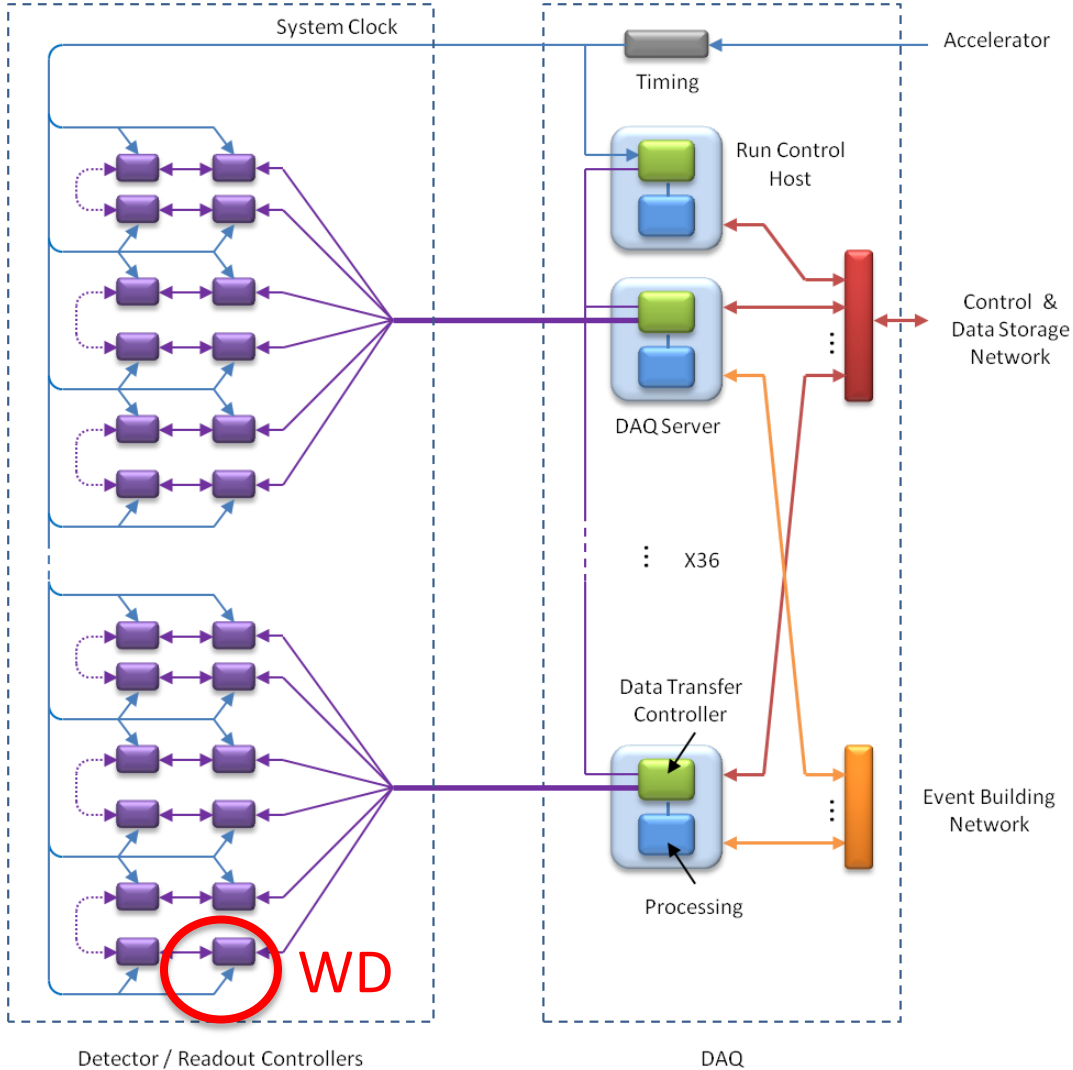 System Clock
Accelerator
Timing
Run Control
Host
Control &
Data Storage
Network
...
DAQ Server
... X36
Data Transfer
Controller
Event Building
Network
...
Processing
WD
Detector / Readout Controllers
DAQ